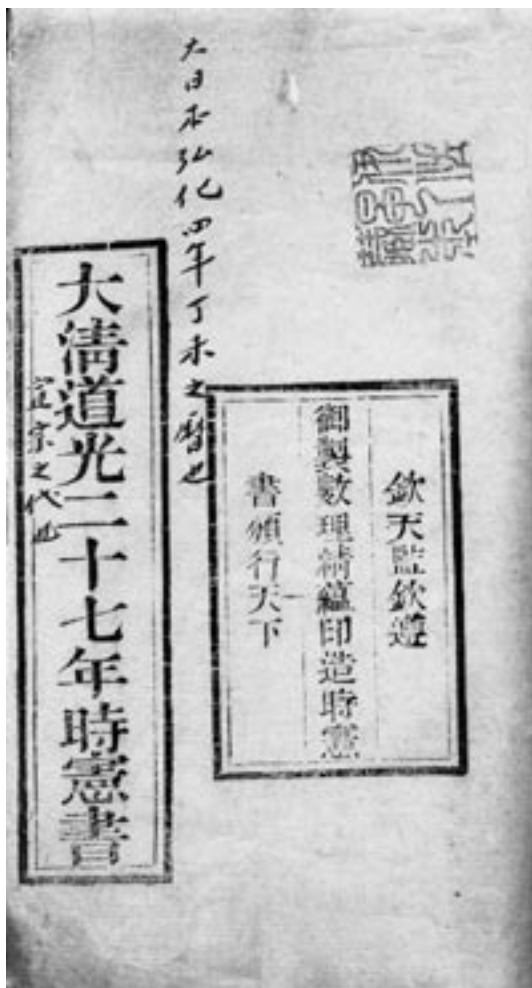 欽天監欽遵
御製數理精蘊印造時憲
書頒行天下
大日本弘化四年丁未之暦也
大清道光二十七年時憲書
宣宗之代也